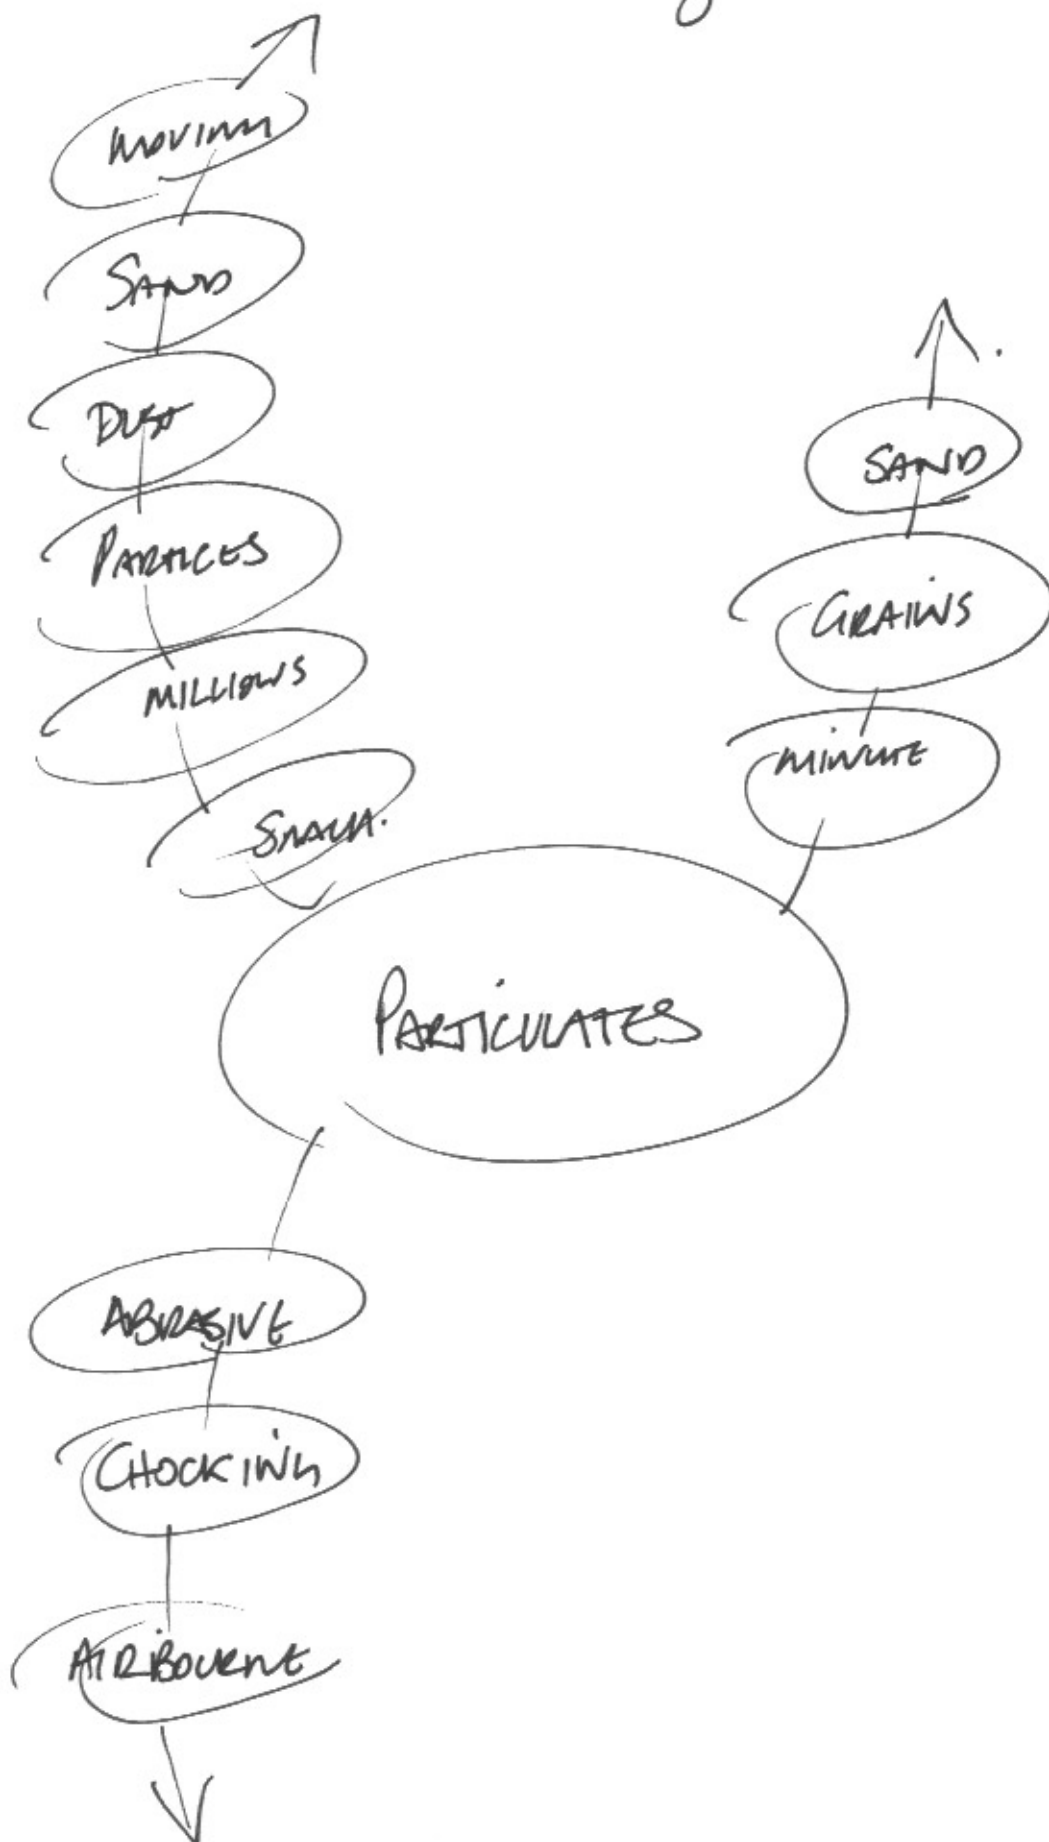 MOVING
SAND
DUST
PARTICLES
MILLIONS
SMALL.
SAND
GRAINS
MINUTE
PARTICULATES
ABRASIVE
CHOCKING
AIRBOURNE